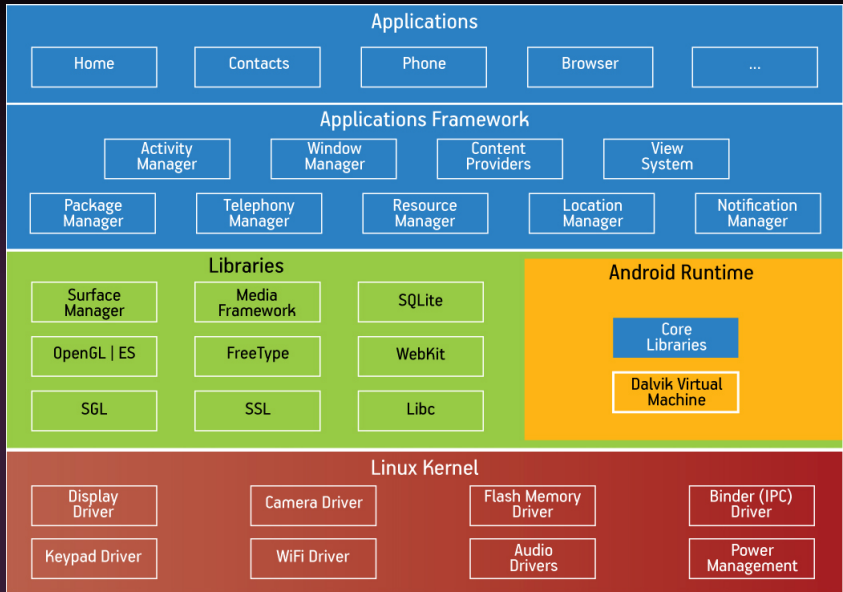 Applications
Home
Contacts
Phone
Browser
...
Applications Framework
Activity
Manager
Window
Manager
Content
Providers
View
System
Package
Manager
Telephony
Manager
Resource
Manager
Location
Manager
Notification
Manager
Libraries
Surface
Manager
Media
Framework
SQLite
OpenGL | ES
FreeType
WebKit
SGL
SSL
Libc
Android Runtime
Core
Libraries
Dalvik Virtual
Machine
Linux Kernel
Display
Driver
Camera Driver
Flash Memory
Driver
Binder (IPC)
Driver
Keypad Driver
WiFi Driver
Audio
Drivers
Power
Management